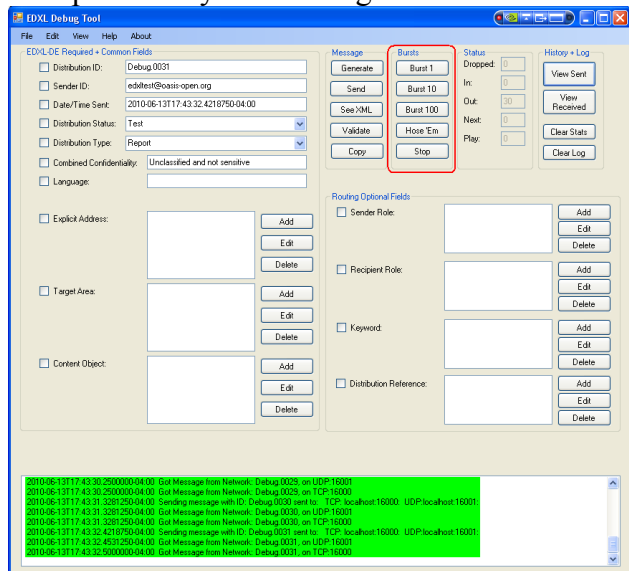 EDXL Debug Tool
File Edit View Help About
EDXL-DE Required + Common Fields
Distribution ID: Debug.0031
Sender ID: edxltest@oasis-open.org
Date/Time Sent: 2010-06-13T17:43:32.4218750-04:00
Distribution Status: Test
Distribution Type: Report
Combined Confidentiality: Unclassified and not sensitive
Language:
Explicit Address:
Add
Edit
Delete
Target Area:
Add
Edit
Delete
Content Object:
Add
Edit
Delete
Message
Generate
Send
See XML
Validate
Copy
Bursts
Burst 1
Burst 10
Burst 100
Hose 'Em
Stop
Status
Dropped: 0
In: 0
Out: 30
Next: 0
Play: 0
History + Log
View Sent
View
Received
Clear Stats
Clear Log
Routing Optional Fields
Sender Role:
Add
Edit
Delete
Recipient Role:
Add
Edit
Delete
Keyword:
Add
Edit
Delete
Distribution Reference:
Add
Edit
Delete
2010-06-13T17:43:30.2500000-04:00 Got Message from Network: Debug.0029, on UDP:16001
2010-06-13T17:43:30.2500000-04:00 Got Message from Network: Debug.0029, on TCP:16000
2010-06-13T17:43:31.3281250-04:00 Sending message with ID: Debug.0030 sent to: TCP: localhost:16000: UDP:localhost:16001:
2010-06-13T17:43:31.3281250-04:00 Got Message from Network: Debug.0030, on UDP:16001
2010-06-13T17:43:31.3281250-04:00 Got Message from Network: Debug.0030, on TCP:16000
2010-06-13T17:43:32.4218750-04:00 Sending message with ID: Debug.0031 sent to: TCP: localhost:16000: UDP:localhost:16001:
2010-06-13T17:43:32.4531250-04:00 Got Message from Network: Debug.0031, on UDP:16001
2010-06-13T17:43:32.5000000-04:00 Got Message from Network: Debug.0031, on TCP:16000